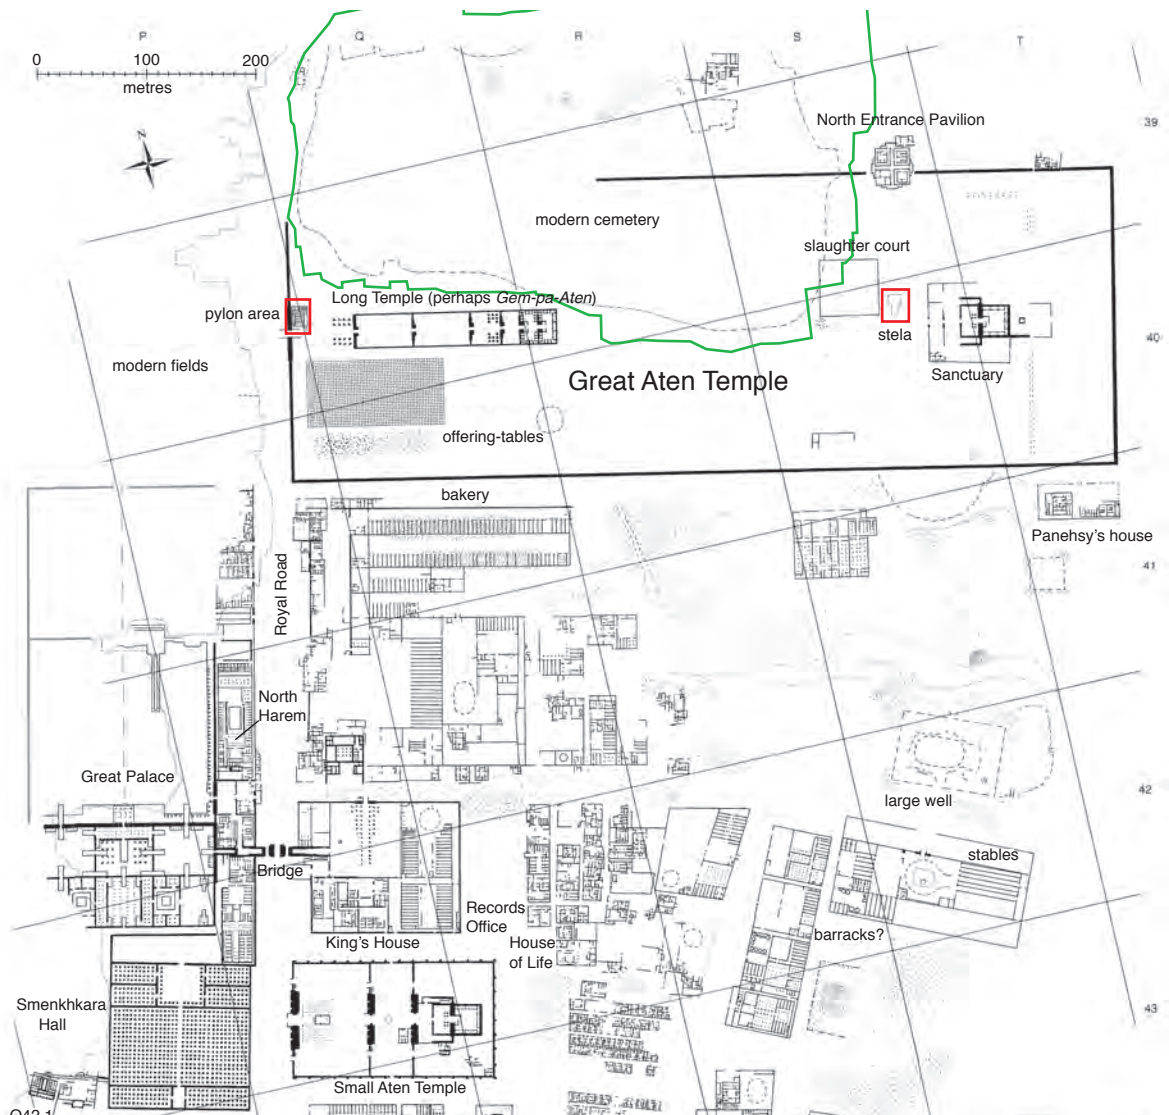 P
Q
R
S
T
0 100 200
metres
N
39
North Entrance Pavilion
modern cemetery
slaughter court
Long Temple (perhaps Gem-pa-Aten)
pylon area
stela
40
modern fields
Great Aten Temple
Sanctuary
offering-tables
bakery
Panehsy's house
41
Royal Road
North
Harem
Great Palace
42
large well
stables
Bridge
Records
Office
King's House
House
of Life
barracks?
Smenkhkara
Hall
43
Small Aten Temple
O42.1